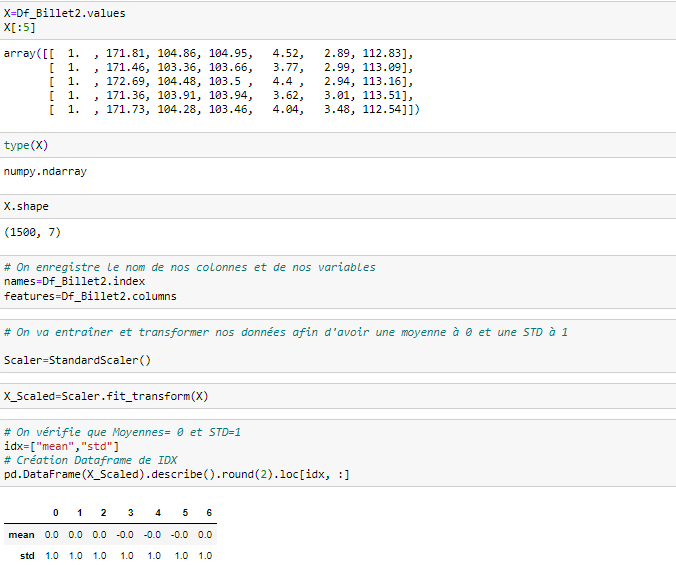 X=Df_Billet2.values
X[:5]
array([[  1.  , 171.81, 104.86, 104.95,   4.52,   2.89, 112.83],
       [  1.  , 171.46, 103.36, 103.66,   3.77,   2.99, 113.09],
       [  1.  , 172.69, 104.48, 103.5 ,   4.4 ,   2.94, 113.16],
       [  1.  , 171.36, 103.91, 103.94,   3.62,   3.01, 113.51],
       [  1.  , 171.73, 104.28, 103.46,   4.04,   3.48, 112.54]])
type(X)
numpy.ndarray
X.shape
(1500, 7)
# On enregistre le nom de nos colonnes et de nos variables
names=Df_Billet2.index
features=Df_Billet2.columns
# On va entraîner et transformer nos données afin d'avoir une moyenne à 0 et une STD à 1
Scaler=StandardScaler()
X_Scaled=Scaler.fit_transform(X)
# On vérifie que Moyennes= 0 et STD=1
idx=["mean","std"]
# Création Dataframe de IDX
pd.DataFrame(X_Scaled).describe().round(2).loc[idx, :]
0 1 2 3 4 5 6
mean 0.0 0.0 0.0 -0.0 -0.0 -0.0 0.0
std 1.0 1.0 1.0 1.0 1.0 1.0 1.0